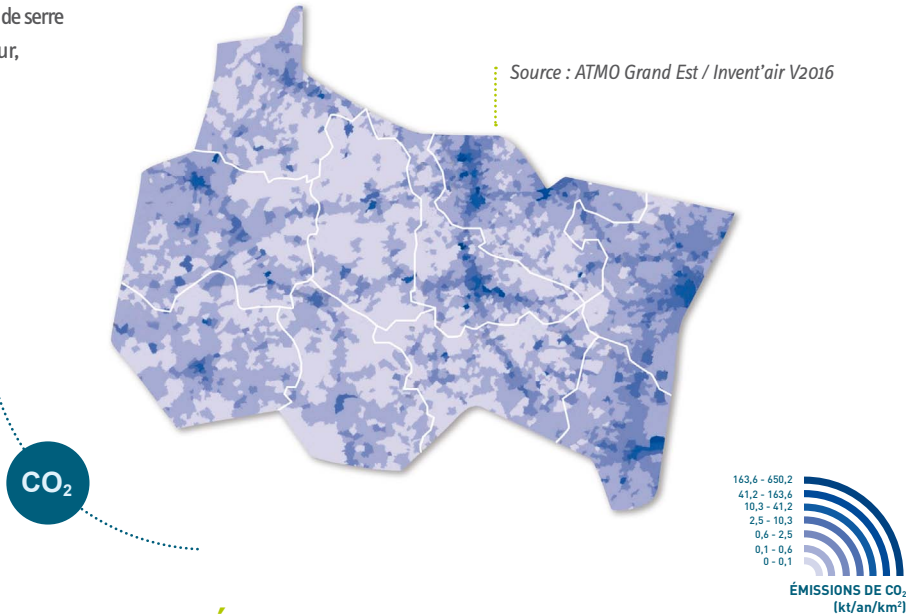 de serre
ur,
Source : ATMO Grand Est / Invent'air V2016
CO₂
163,6 - 650,2
41,2 - 163,6
10,3 - 41,2
2,5 - 10,3
0,6 - 2,5
0,1 - 0,6
0 - 0,1
ÉMISSIONS DE CO₂
(kt/an/km²)